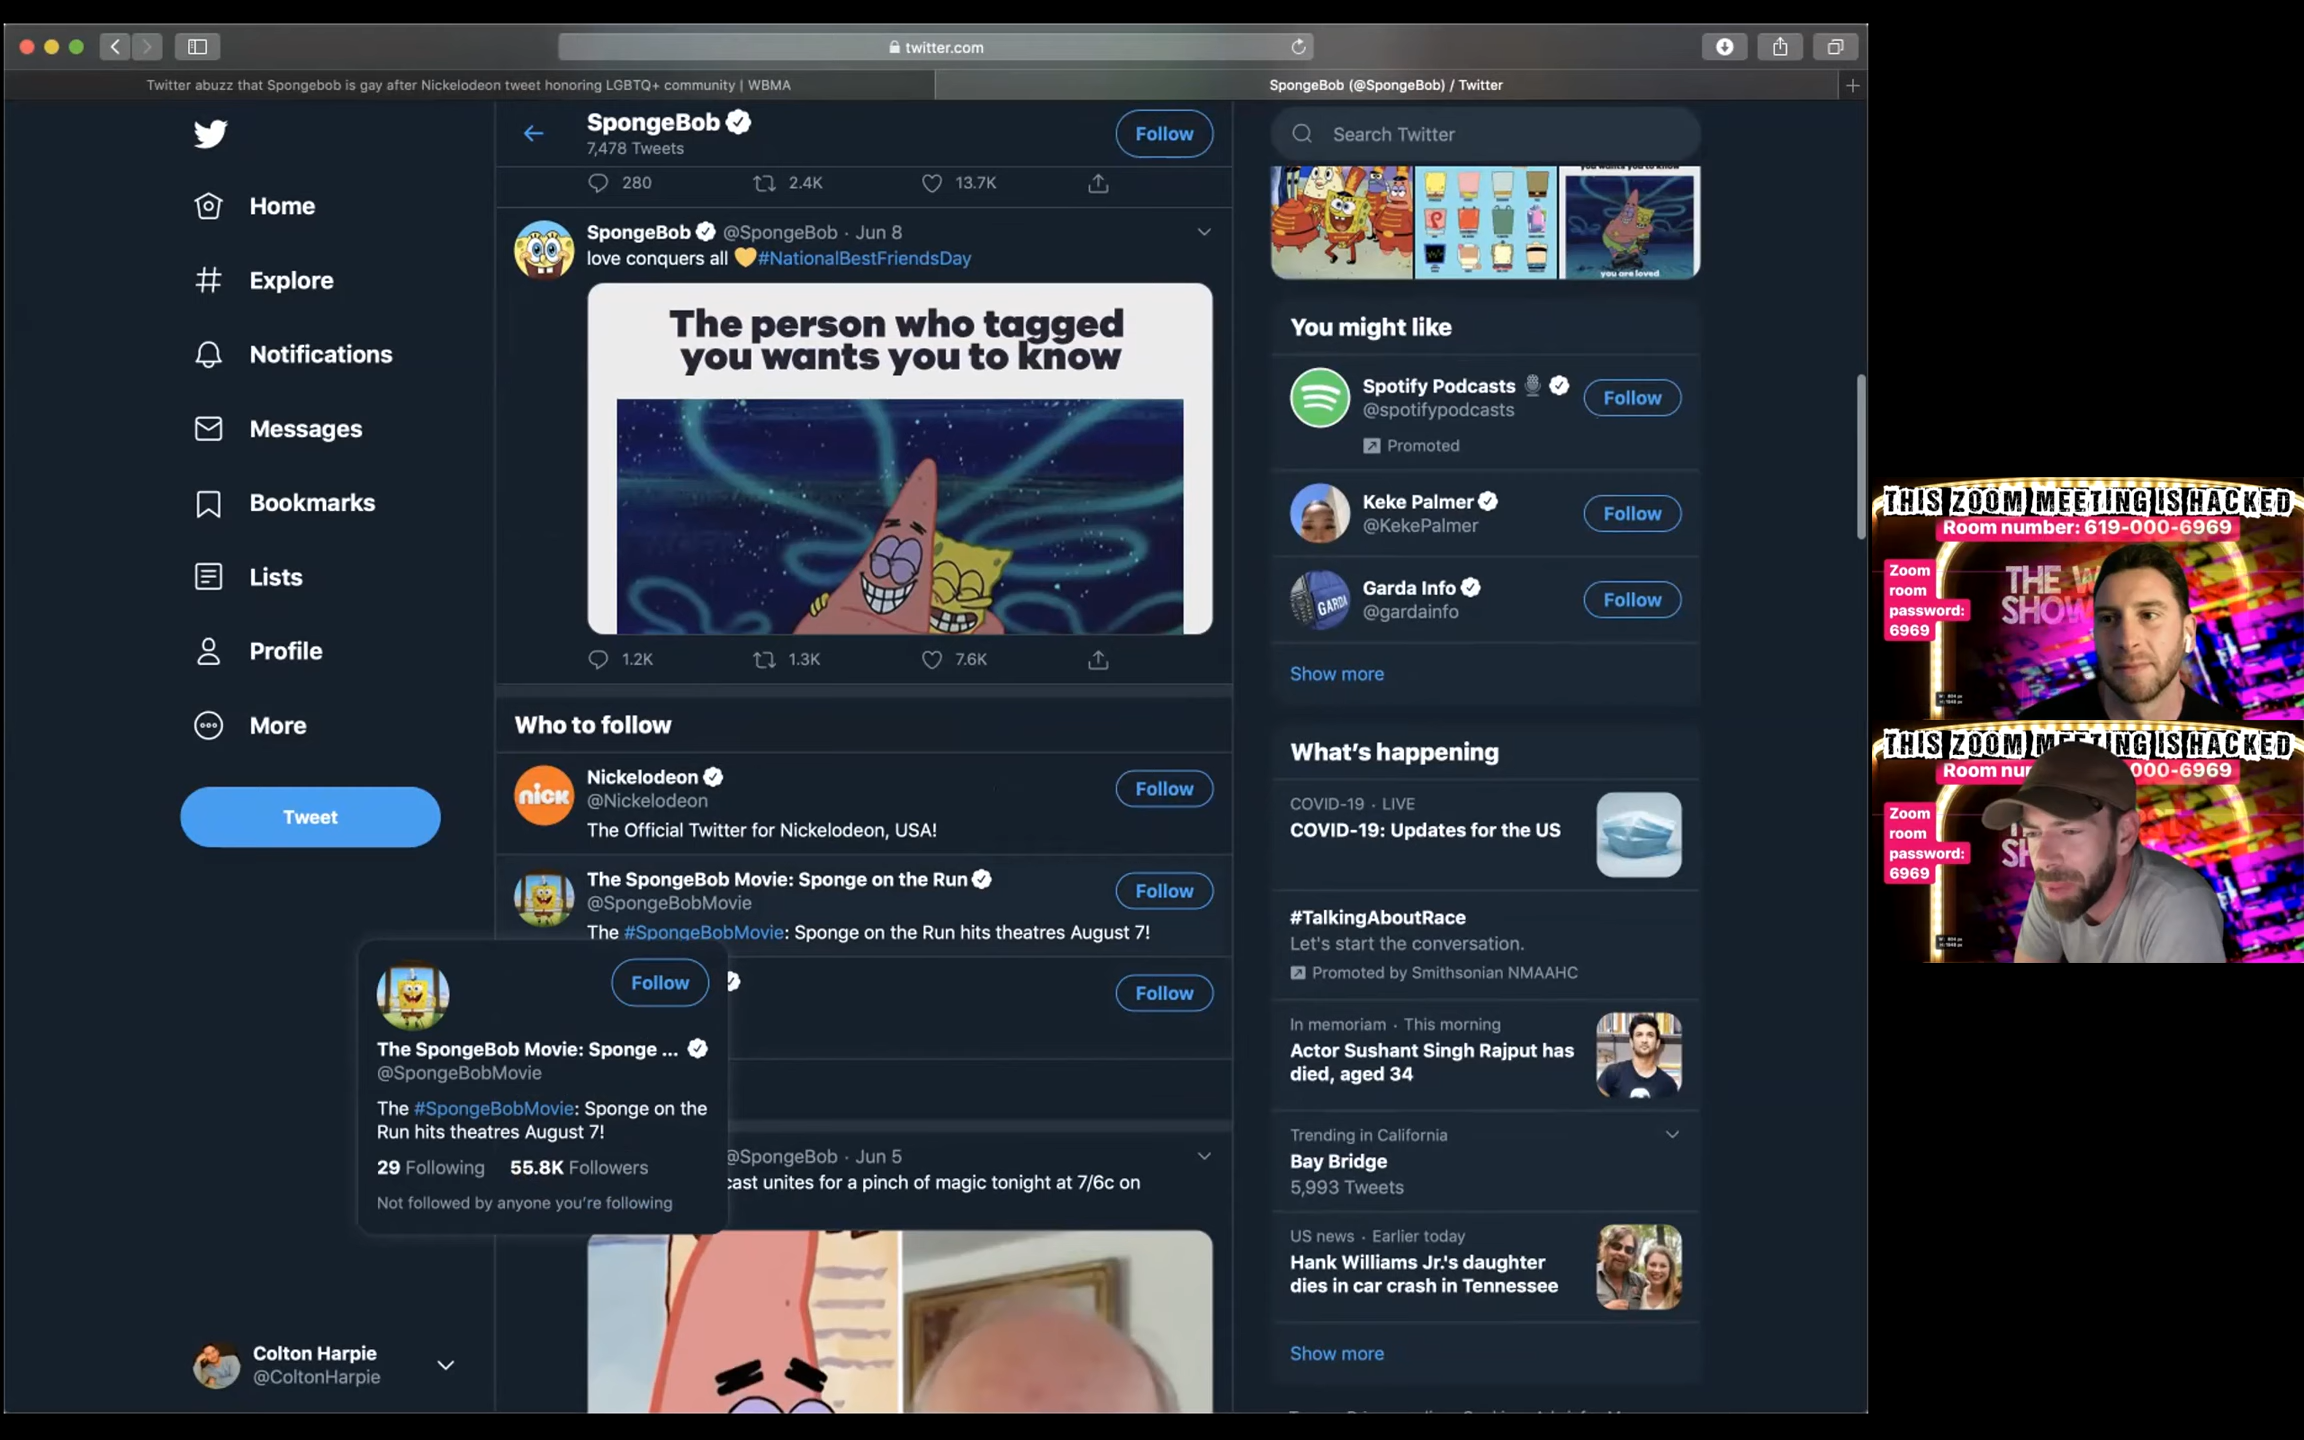 twitter.com
Twitter abuzz that Spongebob is gay after Nickelodeon tweet honoring LGBTQ+ community | WBMA
SpongeBob (@SpongeBob) / Twitter
Home
Explore
Notifications
Messages
Bookmarks
Lists
Profile
More
Tweet
Colton Harpie
@ColtonHarpie
SpongeBob
7,478 Tweets
Follow
280 2.4K 13.7K
SpongeBob @SpongeBob · Jun 8
love conquers all #NationalBestFriendsDay
The person who tagged
you wants you to know
1.2K 1.3K 7.6K
Who to follow
Nickelodeon
@Nickelodeon
Follow
The Official Twitter for Nickelodeon, USA!
nick
The SpongeBob Movie: Sponge on the Run
@SpongeBobMovie
Follow
The #SpongeBobMovie: Sponge on the Run hits theatres August 7!
Follow
Follow
The SpongeBob Movie: Sponge ...
@SpongeBobMovie
The #SpongeBobMovie: Sponge on the
Run hits theatres August 7!
29 Following 55.8K Followers
Not followed by anyone you're following
@SpongeBob · Jun 5
cast unites for a pinch of magic tonight at 7/6c on
Search Twitter
you are loved
You might like
Spotify Podcasts
@spotifypodcasts
Follow
Promoted
Keke Palmer
@KekePalmer
Follow
Garda Info
@gardainfo
Follow
GARDA
Show more
What's happening
COVID-19 · LIVE
COVID-19: Updates for the US
#TalkingAboutRace
Let's start the conversation.
Promoted by Smithsonian NMAAHC
In memoriam · This morning
Actor Sushant Singh Rajput has
died, aged 34
Trending in California
Bay Bridge
5,993 Tweets
US news · Earlier today
Hank Williams Jr.'s daughter
dies in car crash in Tennessee
Show more
THIS ZOOM MEETING IS HACKED
Room number: 619-000-6969
Zoom
room
password:
6969
THE W
SHOW
THIS ZOOM MEETING IS HACKED
Room nu 000-6969
Zoom
room
password:
6969